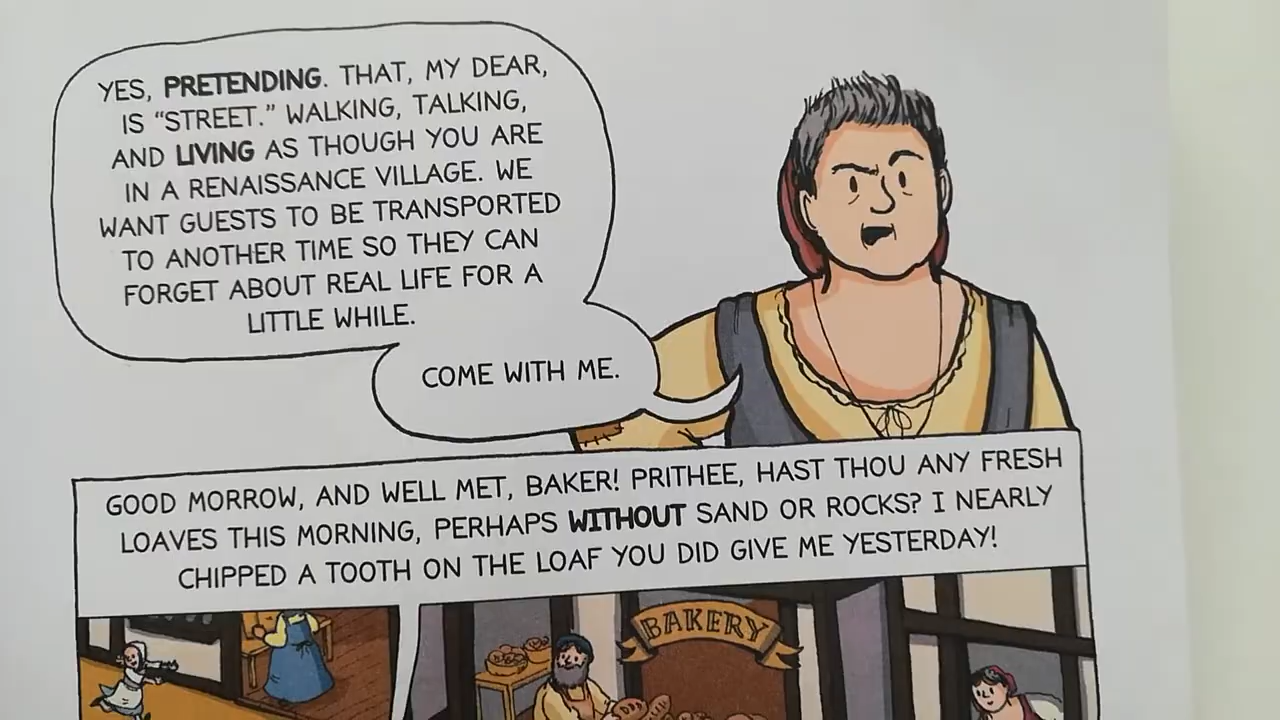 YES, PRETENDING. THAT, MY DEAR,
IS “STREET.” WALKING, TALKING,
AND LIVING AS THOUGH YOU ARE
IN A RENAISSANCE VILLAGE. WE
WANT GUESTS TO BE TRANSPORTED
TO ANOTHER TIME SO THEY CAN
FORGET ABOUT REAL LIFE FOR A
LITTLE WHILE.
COME WITH ME.
GOOD MORROW, AND WELL MET, BAKER! PRITHEE, HAST THOU ANY FRESH
LOAVES THIS MORNING, PERHAPS WITHOUT SAND OR ROCKS? I NEARLY
CHIPPED A TOOTH ON THE LOAF YOU DID GIVE ME YESTERDAY!
BAKERY